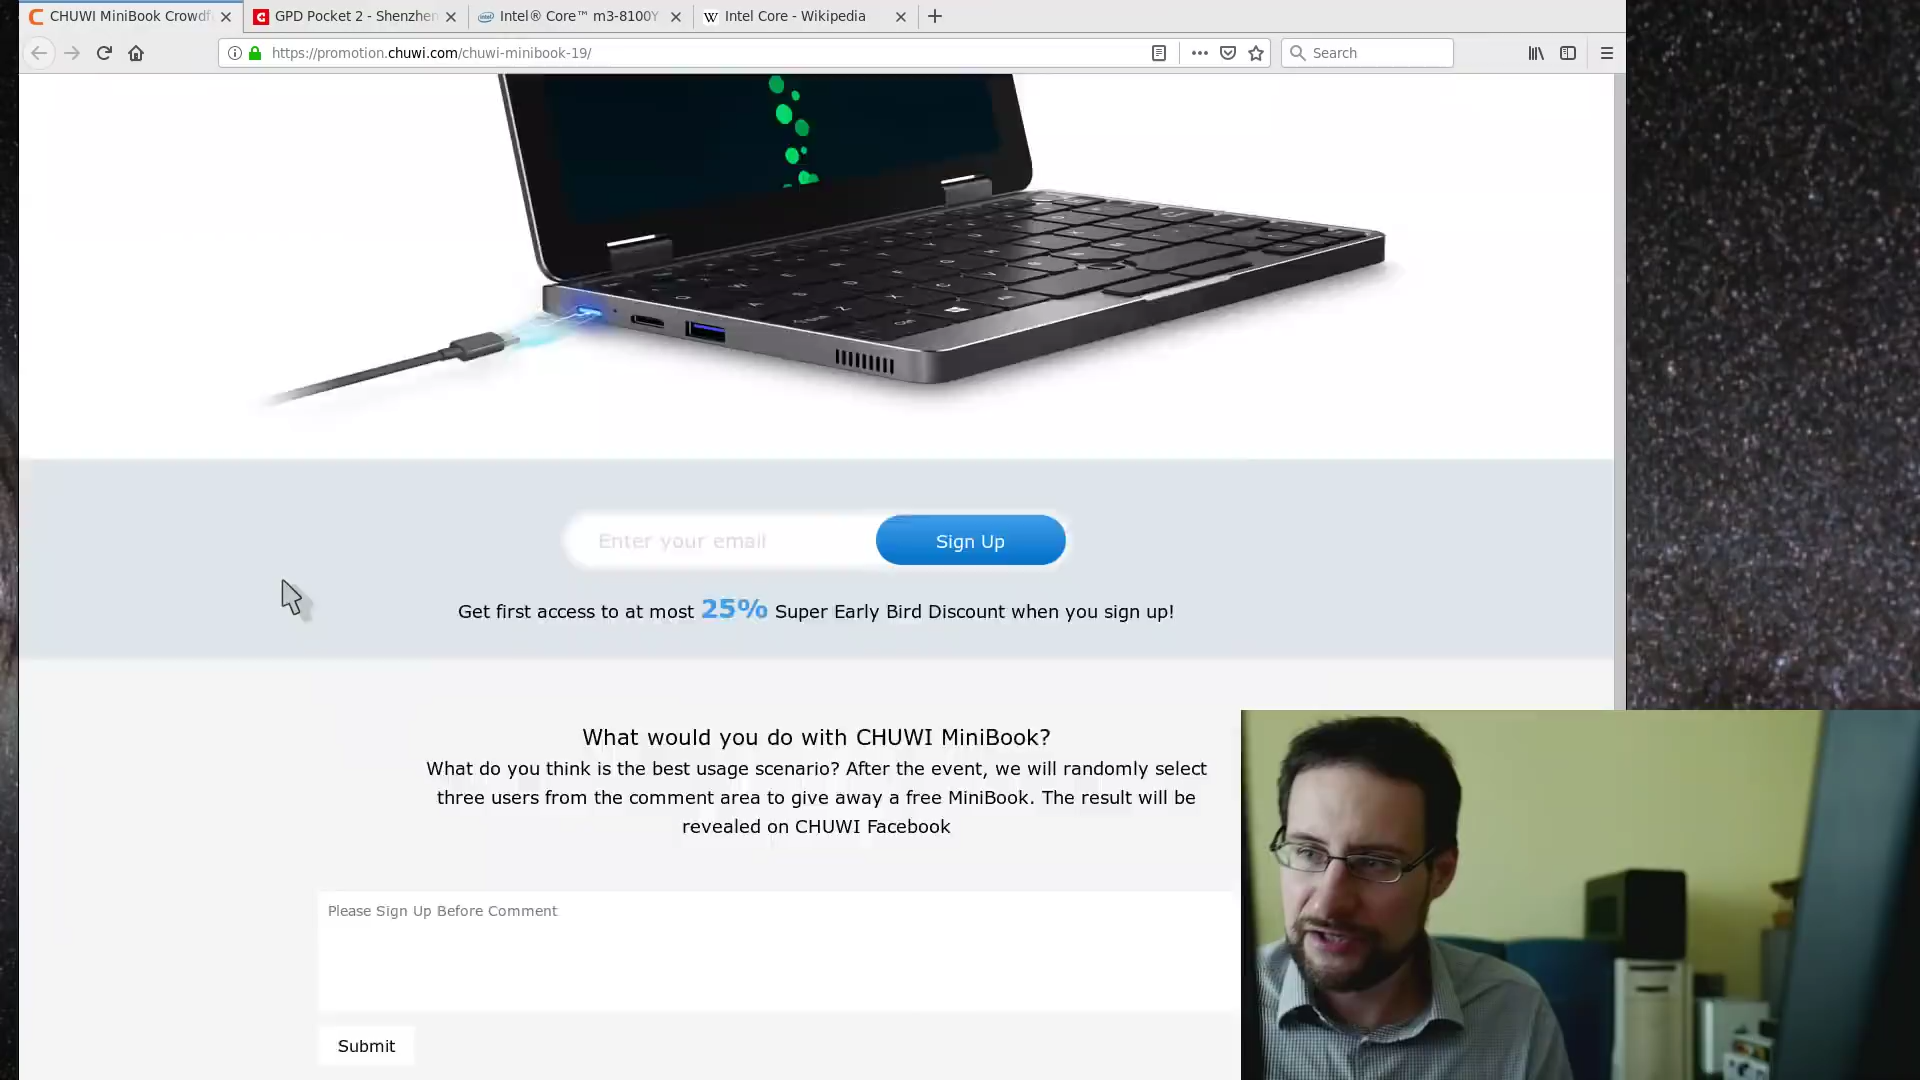 CHUWI MiniBook Crowdf
GPD Pocket 2 - Shenzhen
Intel® Core™ m3-8100Y
W Intel Core - Wikipedia
https://promotion.chuwi.com/chuwi-minibook-19/
Search
Enter your email
Sign Up
Get first access to at most 25% Super Early Bird Discount when you sign up!
What would you do with CHUWI MiniBook?
What do you think is the best usage scenario? After the event, we will randomly select
three users from the comment area to give away a free MiniBook. The result will be
revealed on CHUWI Facebook
Please Sign Up Before Comment
Submit